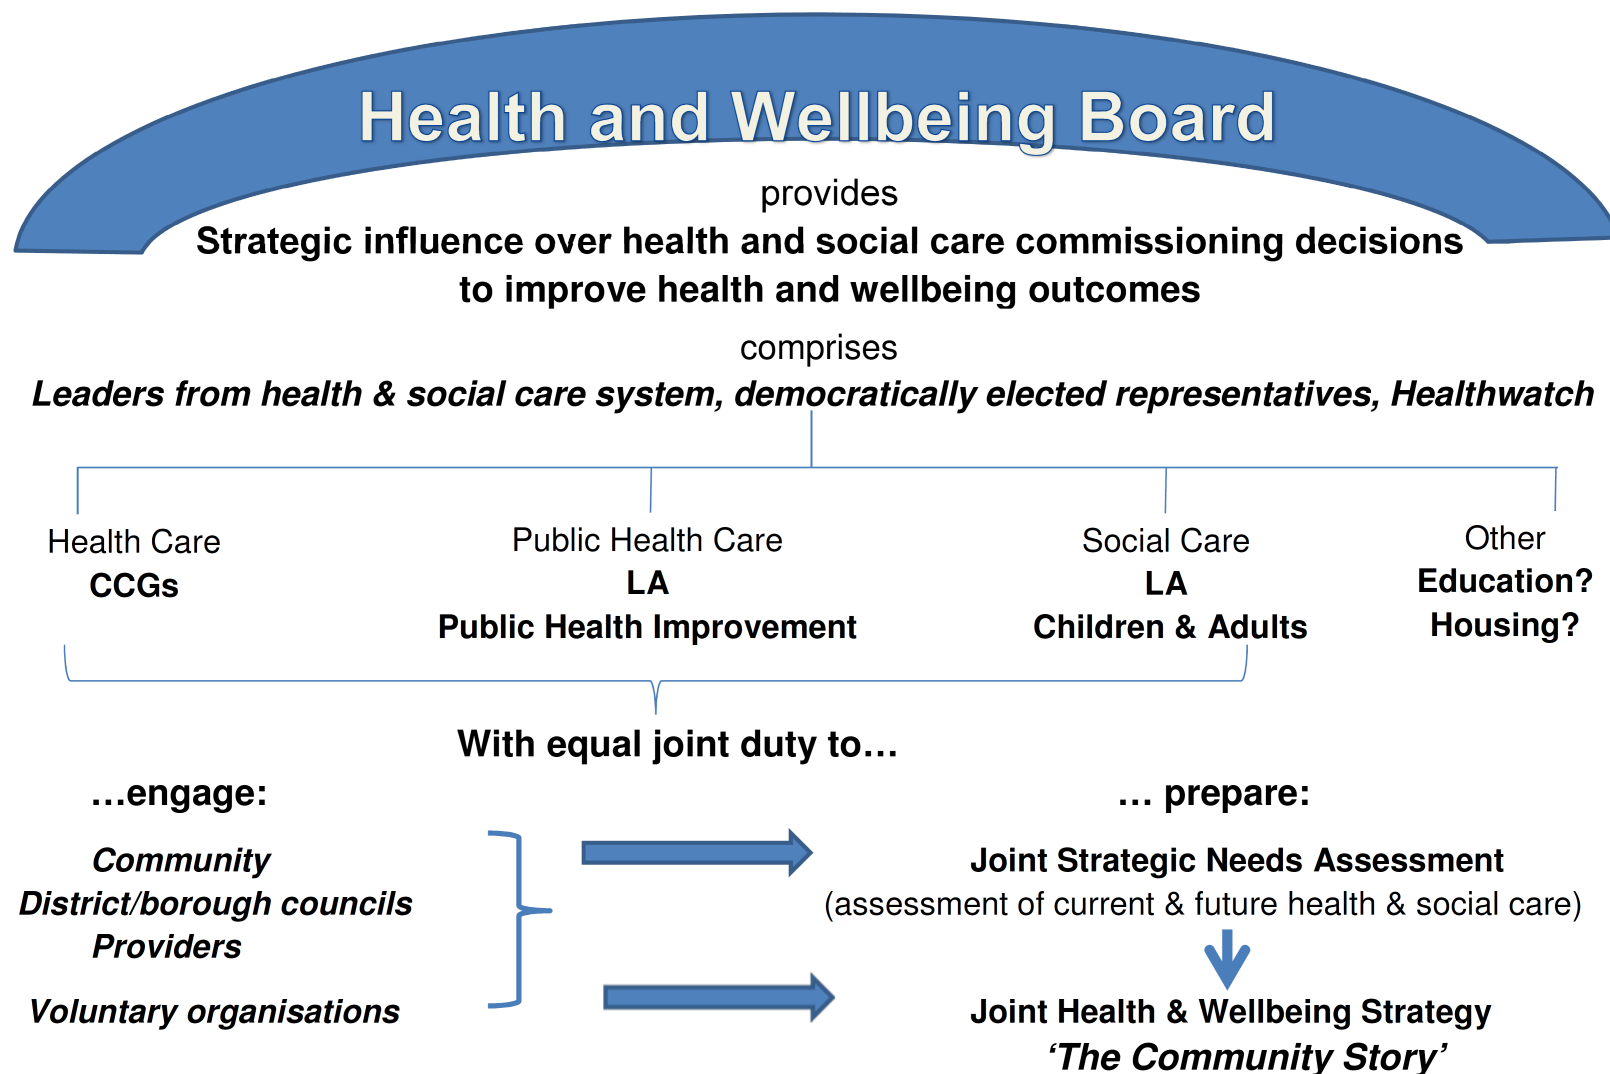 Health and Wellbeing Board
provides
Strategic influence over health and social care commissioning decisions
to improve health and wellbeing outcomes
comprises
Leaders from health & social care system, democratically elected representatives, Healthwatch
Health Care
CCGs
Public Health Care
LA
Public Health Improvement
Social Care
LA
Children & Adults
Other
Education?
Housing?
With equal joint duty to…
…engage:
Community
District/borough councils
Providers
Voluntary organisations
… prepare:
Joint Strategic Needs Assessment
(assessment of current & future health & social care)
Joint Health & Wellbeing Strategy
‘The Community Story’